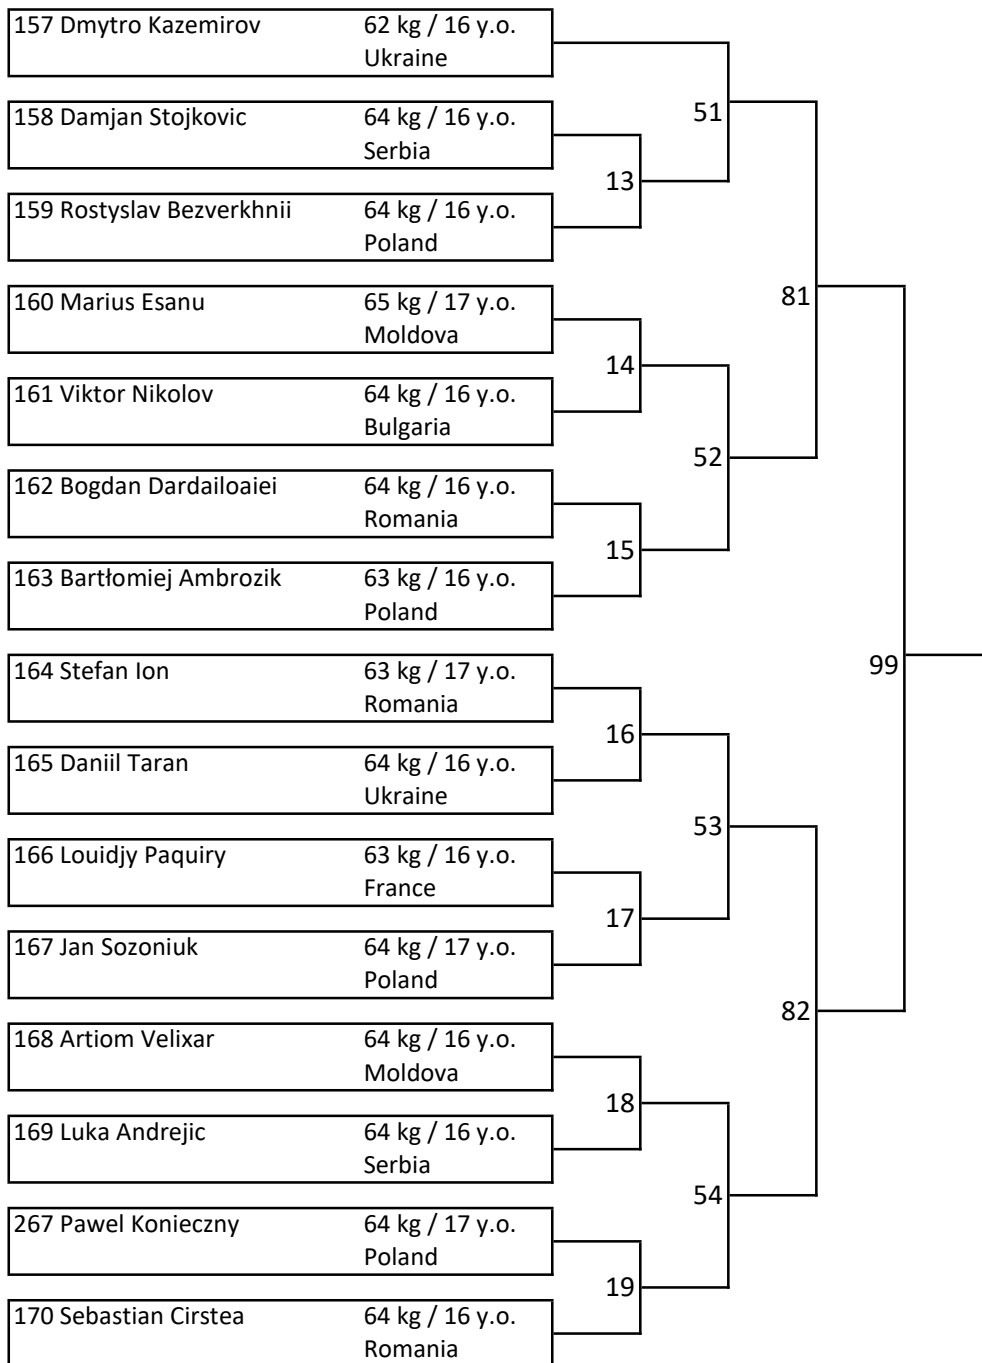 157 Dmytro Kazemirov 62 kg / 16 y.o.
Ukraine
51
158 Damjan Stojkovic 64 kg / 16 y.o.
Serbia
13
159 Rostyslav Bezverkhnii 64 kg / 16 y.o.
Poland
160 Marius Esanu 65 kg / 17 y.o.
Moldova
81
14
161 Viktor Nikolov 64 kg / 16 y.o.
Bulgaria
52
162 Bogdan Dardailoaiei 64 kg / 16 y.o.
Romania
15
163 Bartłomiej Ambrozik 63 kg / 16 y.o.
Poland
164 Stefan Ion 63 kg / 17 y.o.
Romania
99
16
165 Daniil Taran 64 kg / 16 y.o.
Ukraine
53
166 Louidjy Paquiry 63 kg / 16 y.o.
France
17
167 Jan Sozoniuk 64 kg / 17 y.o.
Poland
82
168 Artiom Velixar 64 kg / 16 y.o.
Moldova
18
169 Luka Andrejic 64 kg / 16 y.o.
Serbia
54
267 Pawel Konieczny 64 kg / 17 y.o.
Poland
19
170 Sebastian Cirstea 64 kg / 16 y.o.
Romania